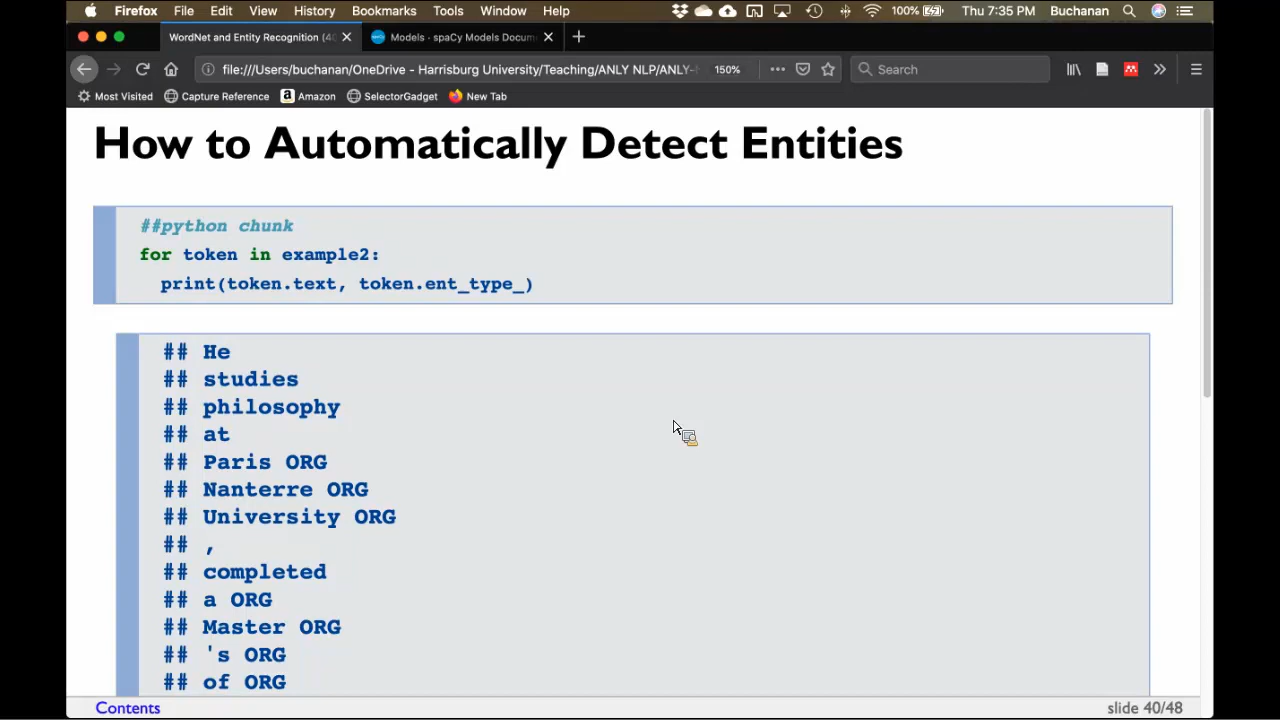 Firefox File Edit View History Bookmarks Tools Window Help 100% Thu 7:35 PM Buchanan
WordNet and Entity Recognition (40 Models · spaCy Models Docum
file:///Users/buchanan/OneDrive - Harrisburg University/Teaching/ANLY NLP/ANLY- 150% Search
Most Visited Capture Reference Amazon SelectorGadget New Tab
How to Automatically Detect Entities
##python chunk
for token in example2:
print(token.text, token.ent_type_)
## He
## studies
## philosophy
## at
## Paris ORG
## Nanterre ORG
## University ORG
## ,
## completed
## a ORG
## Master ORG
## 's ORG
## of ORG
Contents slide 40/48